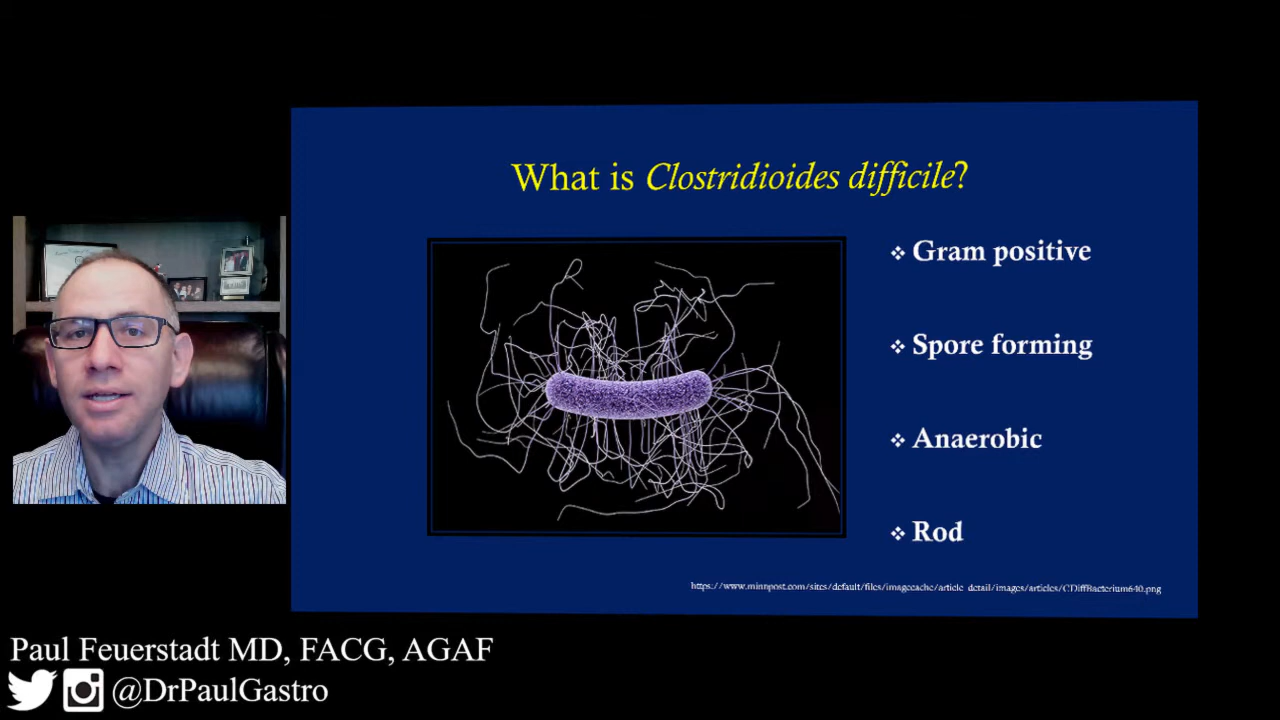 What is Clostridioides difficile?
❖ Gram positive
❖ Spore forming
❖ Anaerobic
❖ Rod
https://www.minnpost.com/sites/default/files/imagecache/article_detail/images/articles/CDiffBacterium640.png
Paul Feuerstadt MD, FACG, AGAF
@DrPaulGastro